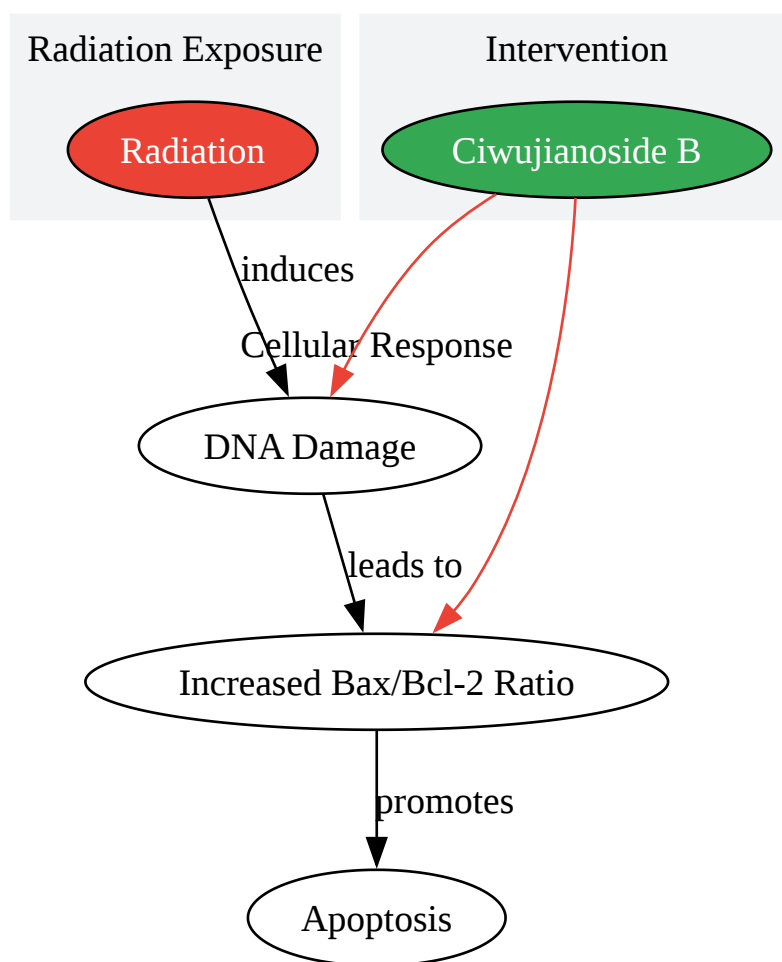 Radiation Exposure
Intervention
Radiation
Ciwujianoside B
induces
Cellular Response
DNA Damage
leads to
Increased Bax/Bcl-2 Ratio
promotes
Apoptosis